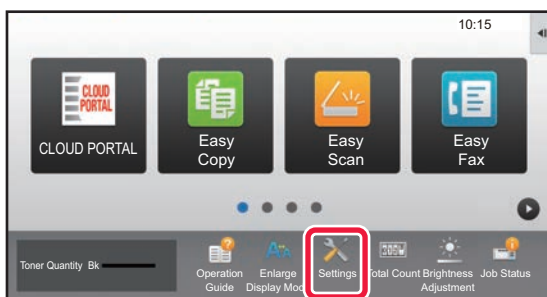 10:15
CLOUD
PORTAL
CLOUD PORTAL
Easy
Copy
Easy
Scan
Easy
Fax
Toner Quantity Bk
Operation
Guide
Enlarge
Display Mod
Settings
Total Count
Brightness
Adjustment
Job Status